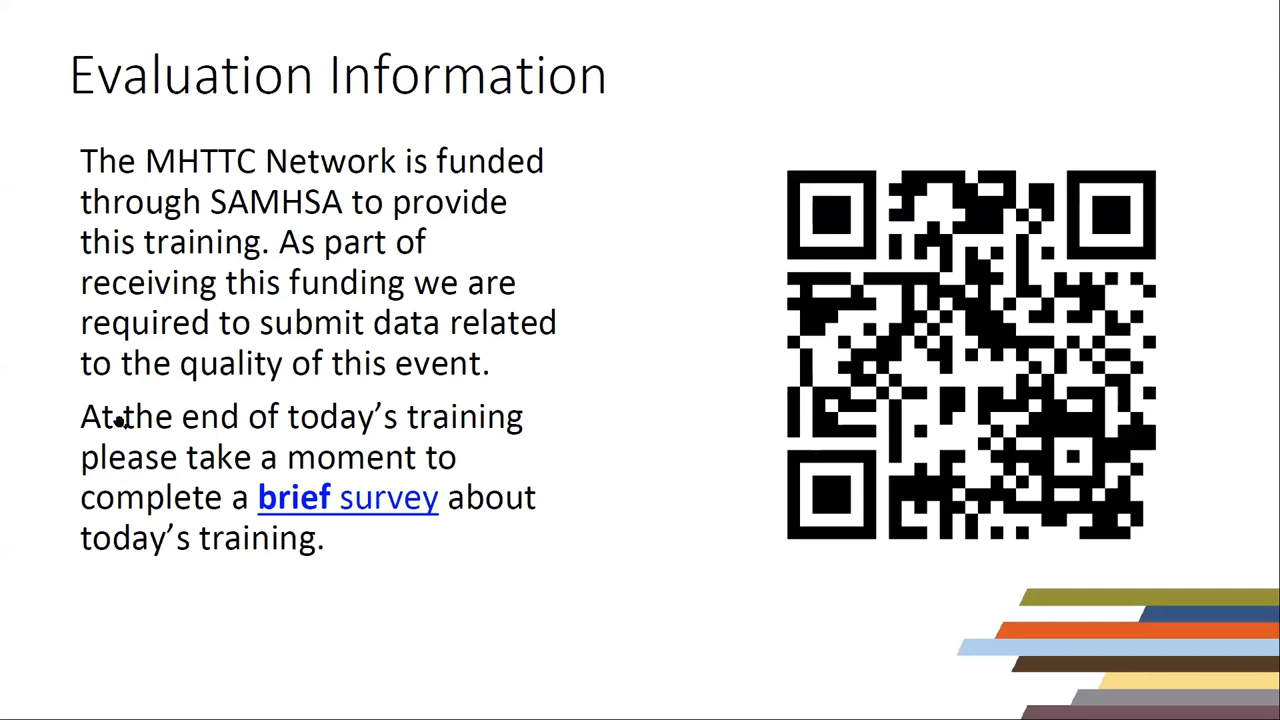 Evaluation Information
The MHTTC Network is funded
through SAMHSA to provide
this training. As part of
receiving this funding we are
required to submit data related
to the quality of this event.
At the end of today’s training
please take a moment to
complete a brief survey about
today’s training.